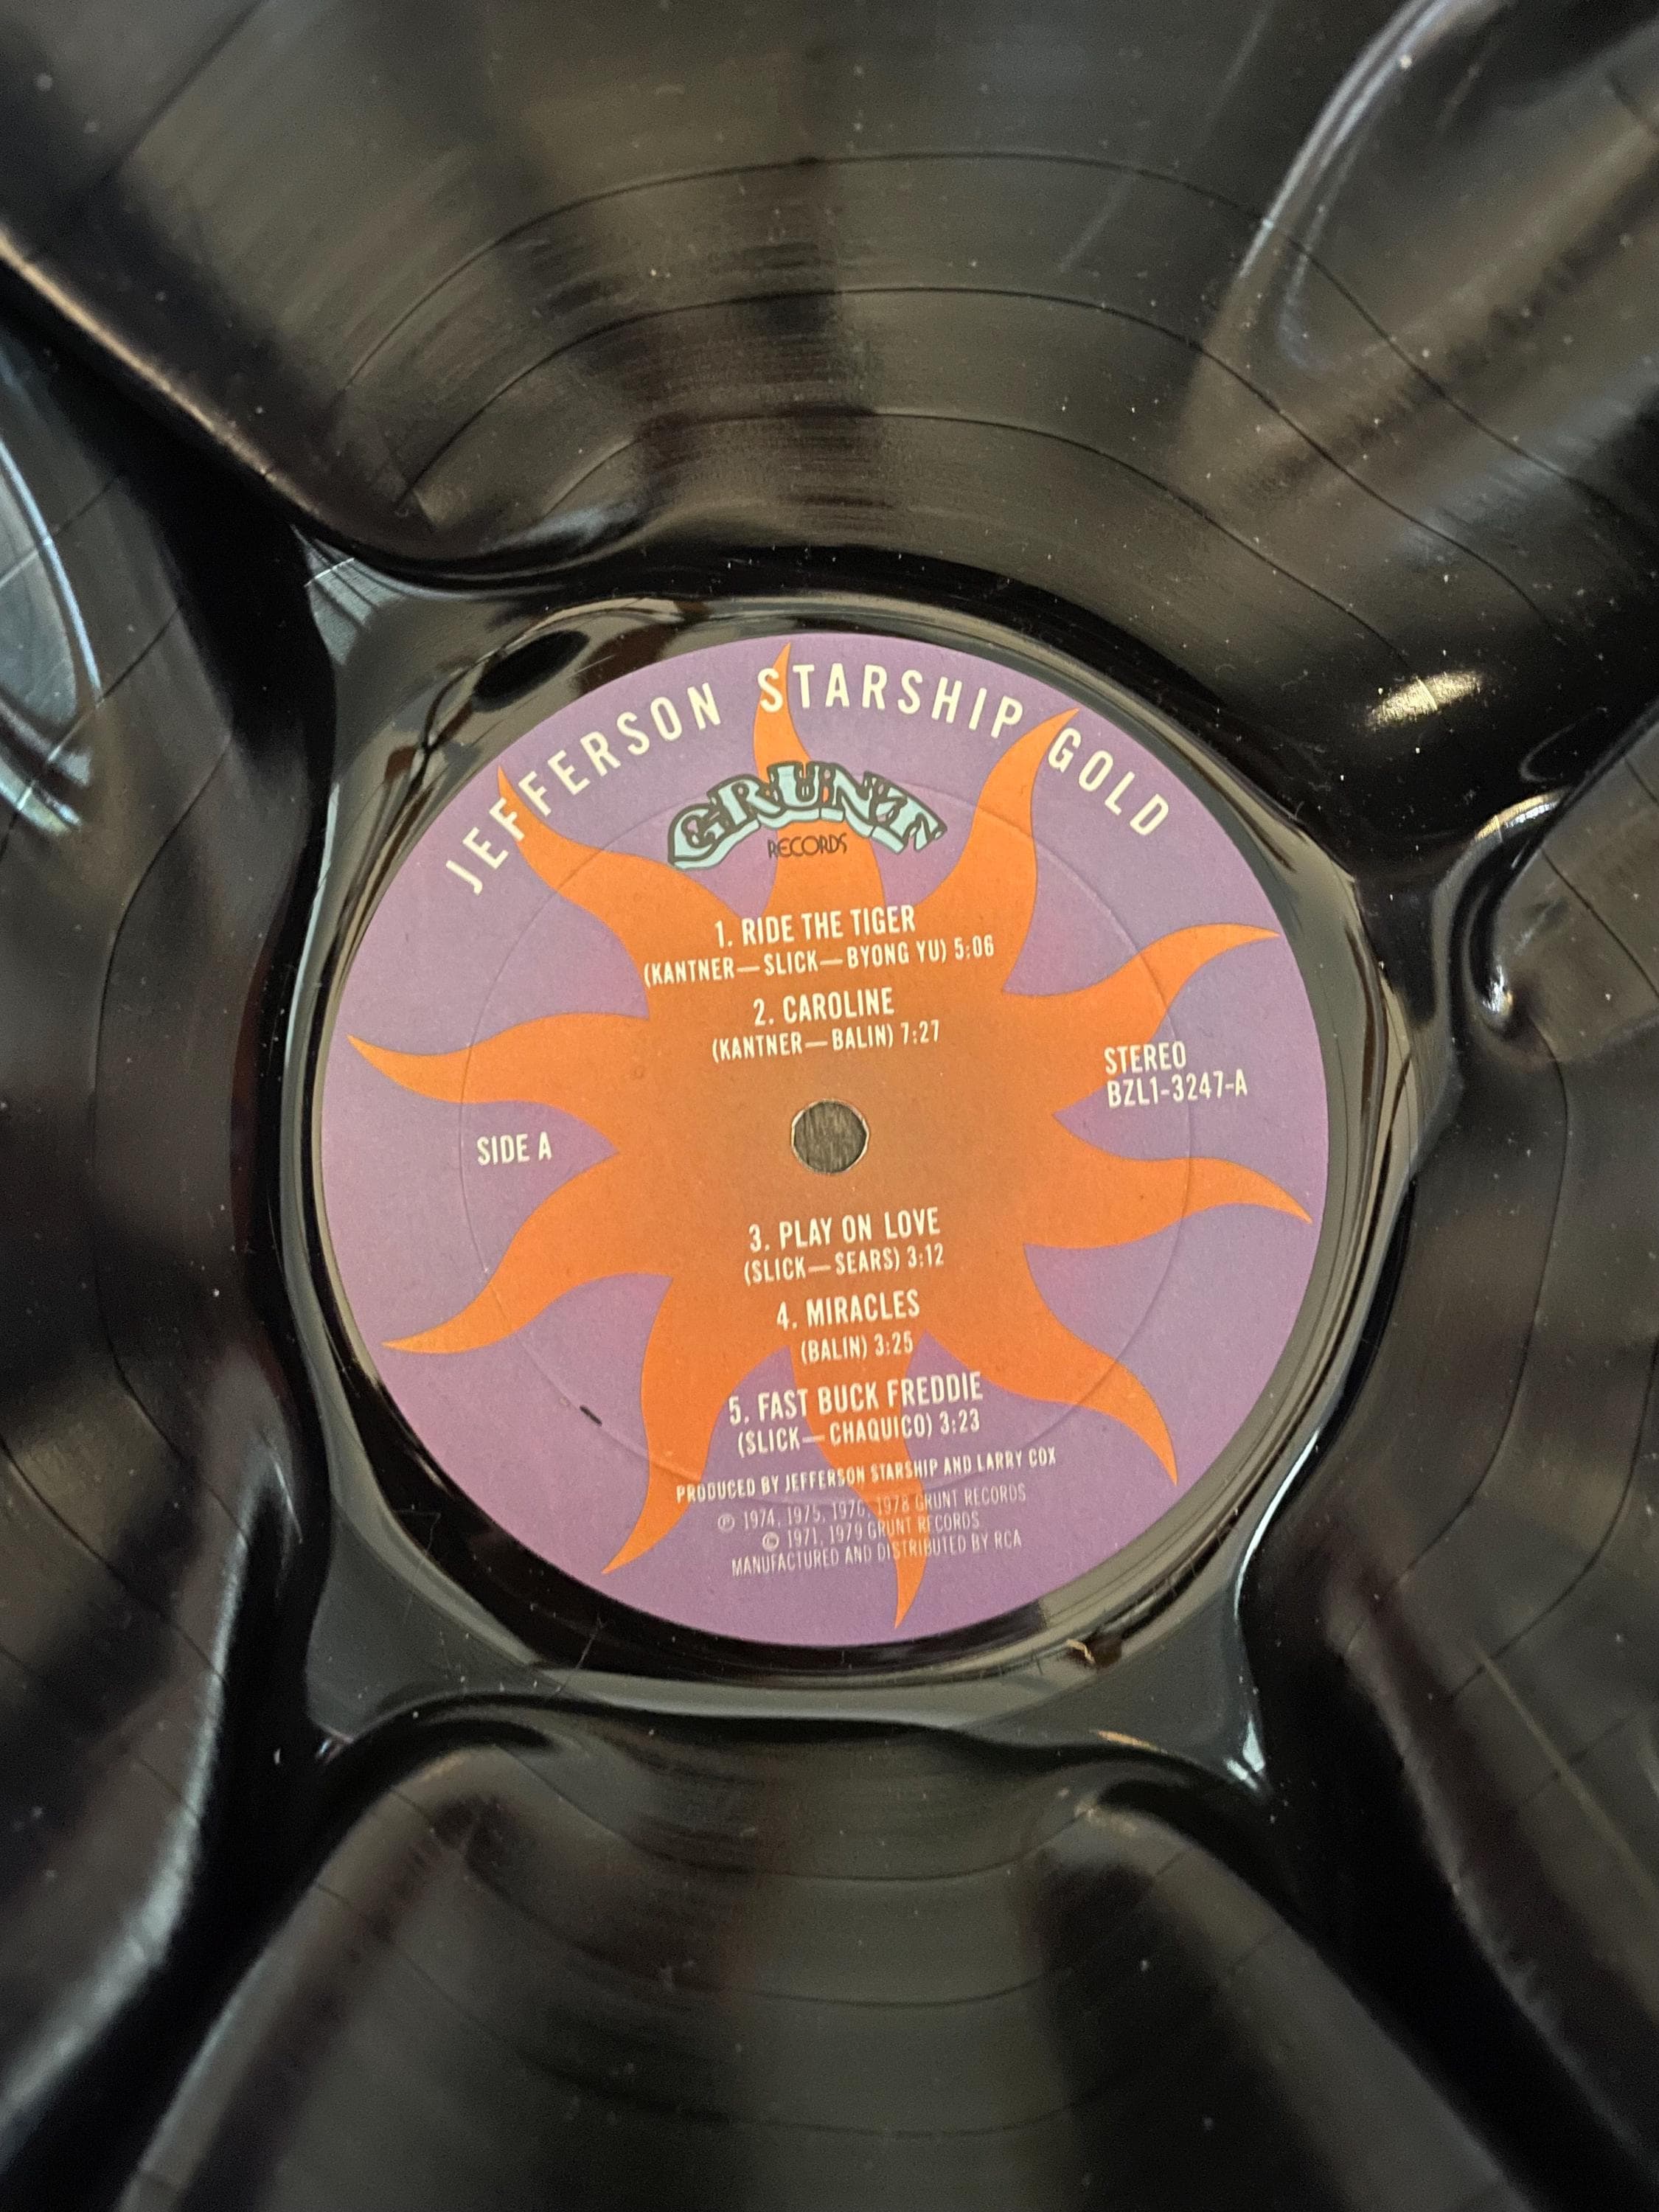 JEFFERSON STARSHIP GOLD
GRUNT
RECORDS
1. RIDE THE TIGER
(KANTNER—SLICK—BYONG YU) 5:06
2. CAROLINE
(KANTNER—BALIN) 7:27
STEREO
BZL1-3247-A
SIDE A
3. PLAY ON LOVE
(SLICK—SEARS) 3:12
4. MIRACLES
(BALIN) 3:25
5. FAST BUCK FREDDIE
(SLICK—CHAQUICO) 3:23
PRODUCED BY JEFFERSON STARSHIP AND LARRY COX
℗ 1974, 1975, 1976, 1978 GRUNT RECORDS
© 1971, 1979 GRUNT RECORDS
MANUFACTURED AND DISTRIBUTED BY RCA